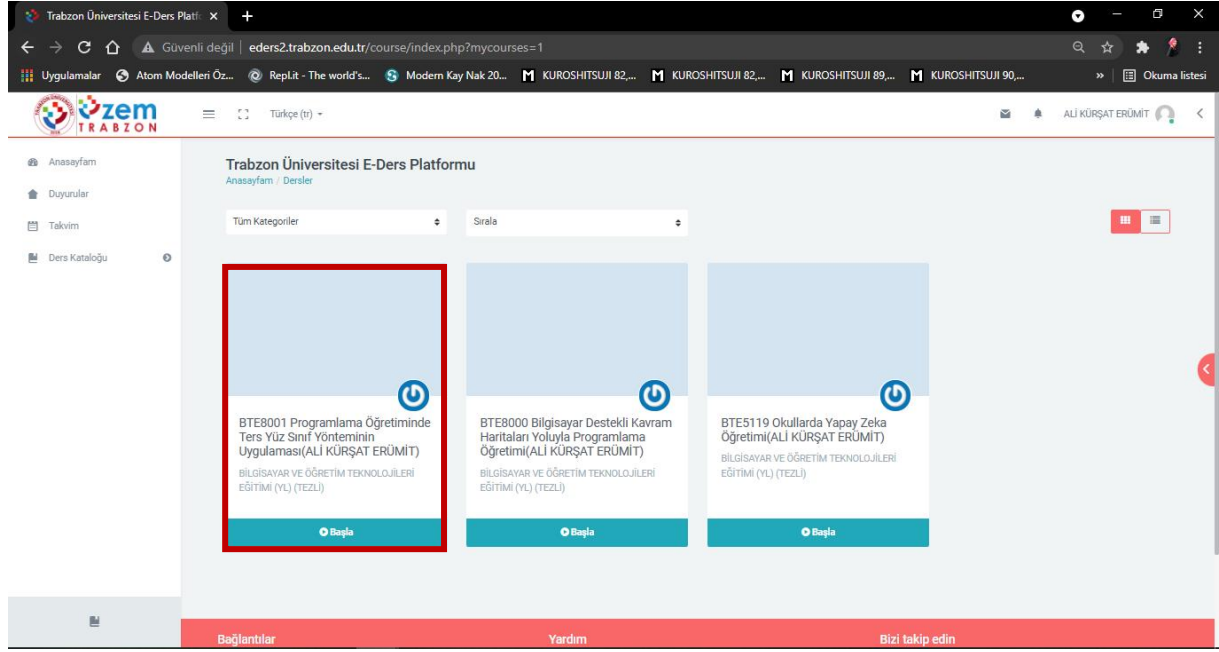 Trabzon Üniversitesi E-Ders Platfo
Güvenli değil | eders2.trabzon.edu.tr/course/index.php?mycourses=1
Uygulamalar Atom Modelleri Öz... Repl.it - The world's... Modern Kay Nak 20... KUROSHITSUJI 82,... KUROSHITSUJI 82,... KUROSHITSUJI 89,... KUROSHITSUJI 90,... » Okuma listesi
üzem
TRABZON
Türkçe (tr)
ALİ KÜRŞAT ERÜMİT
Anasayfam
Duyurular
Takvim
Ders Kataloğu
Trabzon Üniversitesi E-Ders Platformu
Anasayfam / Dersler
Tüm Kategoriler
Sırala
BTE8001 Programlama Öğretiminde
Ters Yüz Sınıf Yönteminin
Uygulaması(ALİ KÜRŞAT ERÜMİT)
BİLGİSAYAR VE ÖĞRETİM TEKNOLOJİLERİ
EĞİTİMİ (YL) (TEZLİ)
Başla
BTE8000 Bilgisayar Destekli Kavram
Haritaları Yoluyla Programlama
Öğretimi(ALİ KÜRŞAT ERÜMİT)
BİLGİSAYAR VE ÖĞRETİM TEKNOLOJİLERİ
EĞİTİMİ (YL) (TEZLİ)
Başla
BTE5119 Okullarda Yapay Zeka
Öğretimi(ALİ KÜRŞAT ERÜMİT)
BİLGİSAYAR VE ÖĞRETİM TEKNOLOJİLERİ
EĞİTİMİ (YL) (TEZLİ)
Başla
Bağlantılar
Yardım
Bizi takip edin